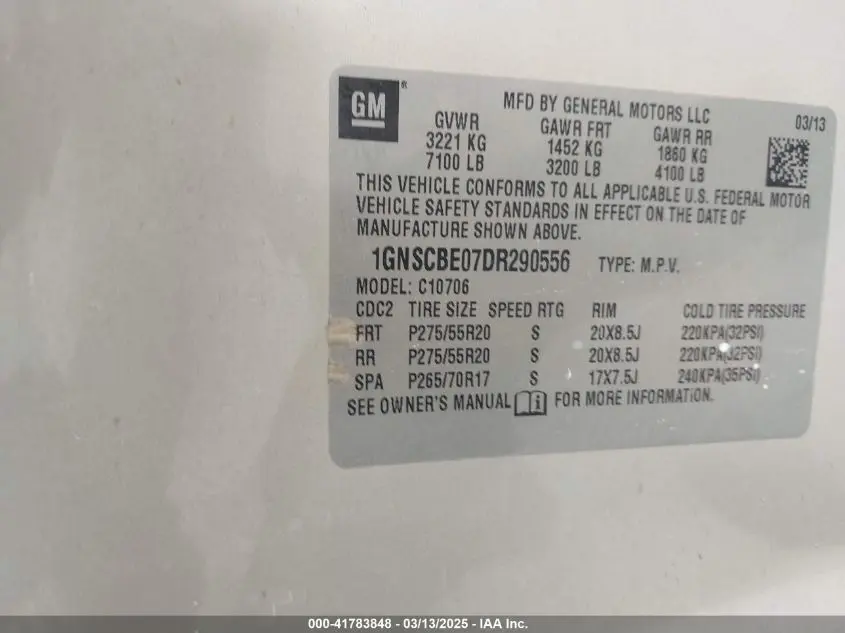 GM®
MFD BY GENERAL MOTORS LLC
03/13
GVWR GAWR FRT GAWR RR
3221 KG 1452 KG 1860 KG
7100 LB 3200 LB 4100 LB
THIS VEHICLE CONFORMS TO ALL APPLICABLE U.S. FEDERAL MOTOR
VEHICLE SAFETY STANDARDS IN EFFECT ON THE DATE OF
MANUFACTURE SHOWN ABOVE.
1GNSCBE07DR290556 TYPE: M.P.V.
MODEL: C10706
CDC2 TIRE SIZE SPEED RTG RIM COLD TIRE PRESSURE
FRT P275/55R20 S 20X8.5J 220KPA(32PSI)
RR P275/55R20 S 20X8.5J 220KPA(32PSI)
SPA P265/70R17 S 17X7.5J 240KPA(35PSI)
SEE OWNER'S MANUAL FOR MORE INFORMATION.
000-41783848 - 03/13/2025 - IAA Inc.